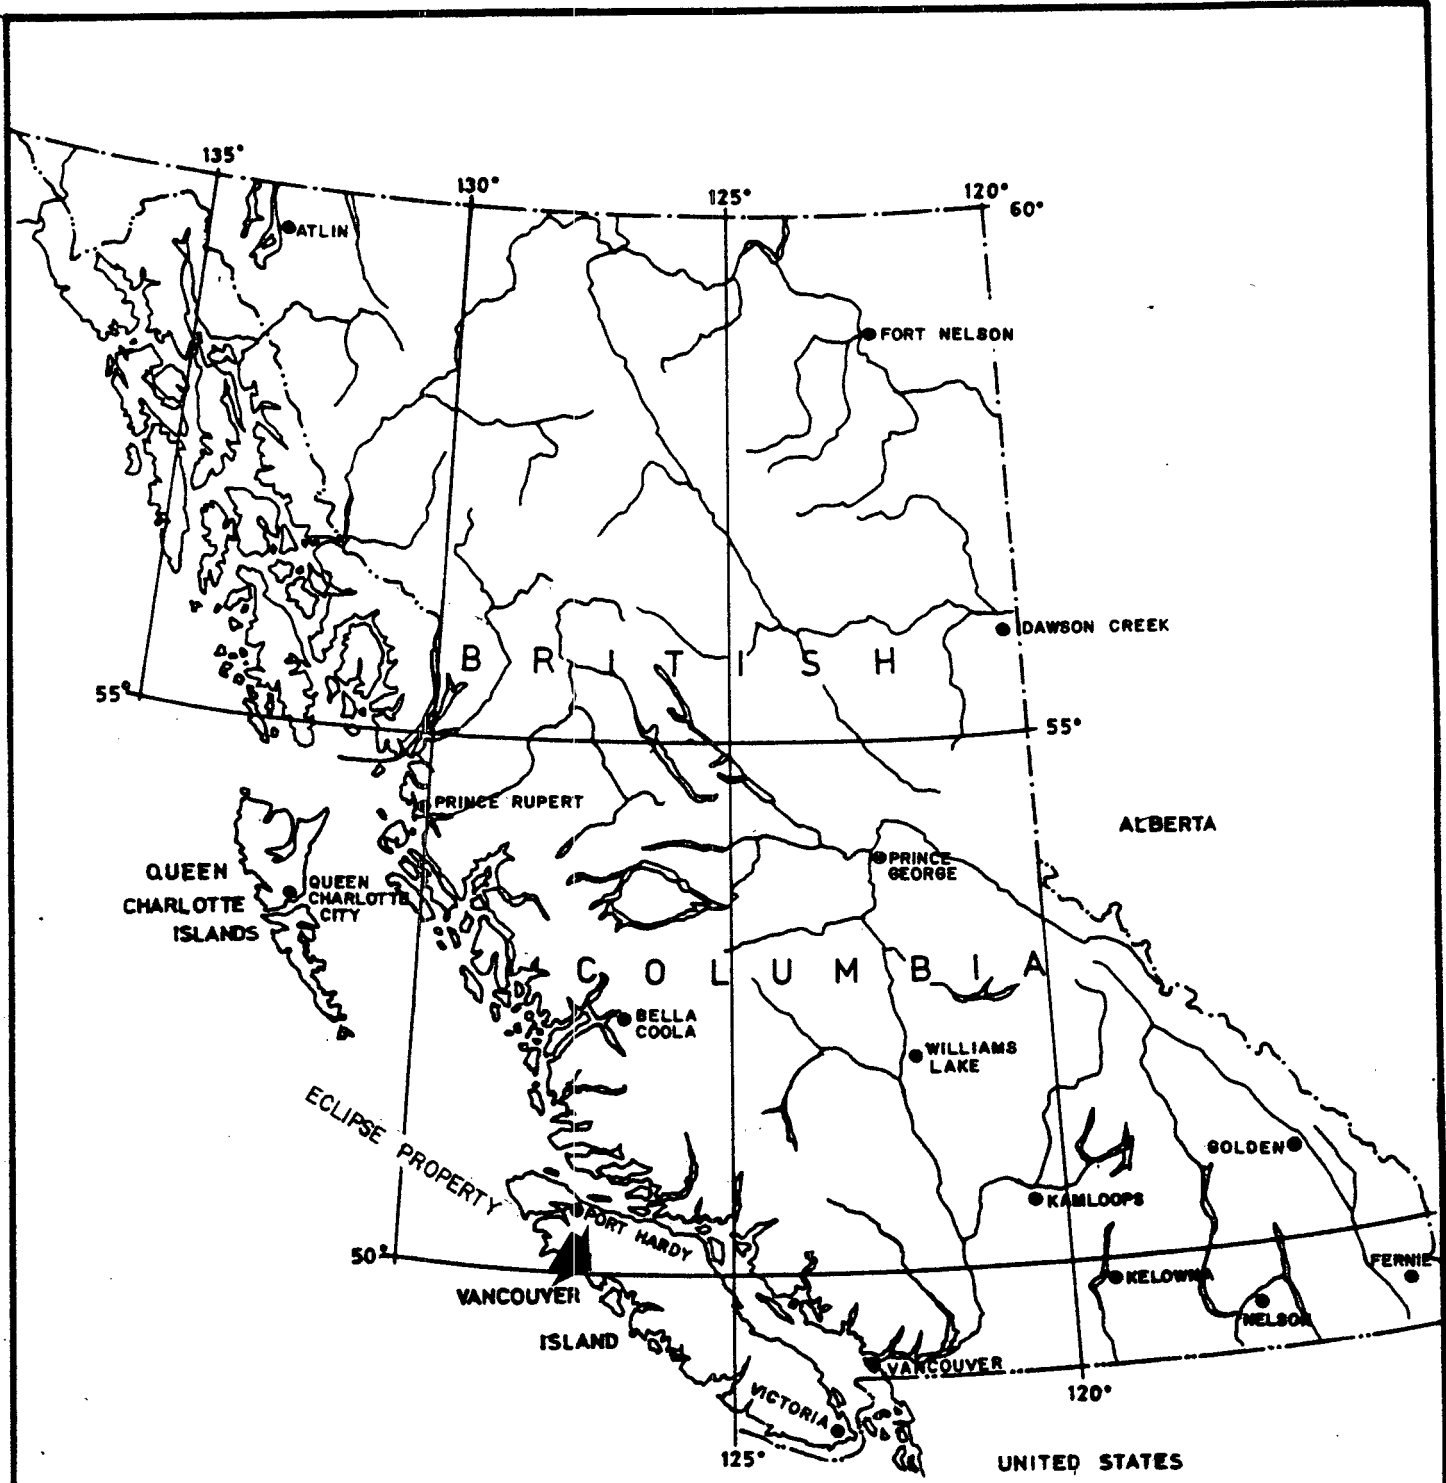 135°
130°
125°
120°
60°
ATLIN
FORT NELSON
DAWSON CREEK
B R I T I S H
55°
55°
PRINCE RUPERT
ALBERTA
QUEEN
CHARLOTTE
ISLANDS
QUEEN
CHARLOTTE
CITY
PRINCE
GEORGE
C O L U M B I A
BELLA
COOLA
WILLIAMS
LAKE
ECLIPSE PROPERTY
GOLDEN
KAMLOOPS
PORT HARDY
50°
FERNIE
KELOWNA
VANCOUVER
ISLAND
NELSON
VANCOUVER
120°
VICTORIA
125°
UNITED STATES